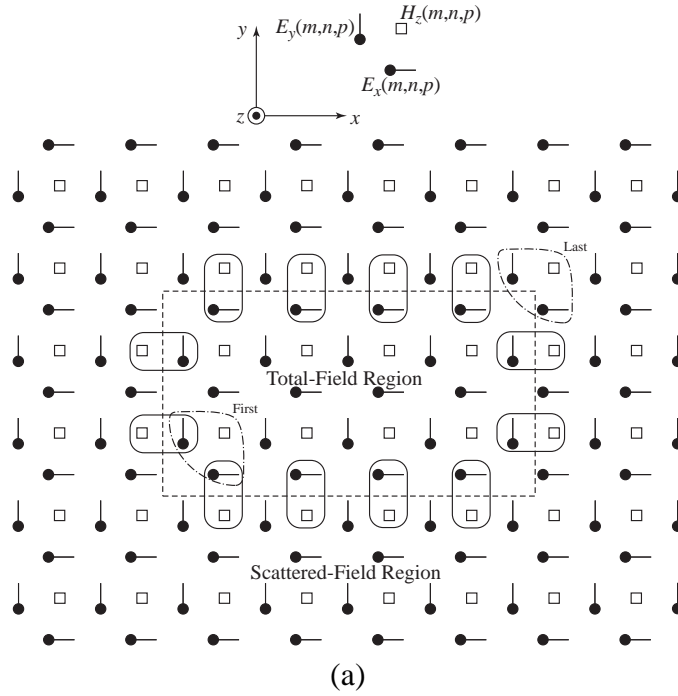 E_y(m,n,p)
H_z(m,n,p)
y
E_x(m,n,p)
z
x
Last
Total-Field Region
First
Scattered-Field Region
(a)